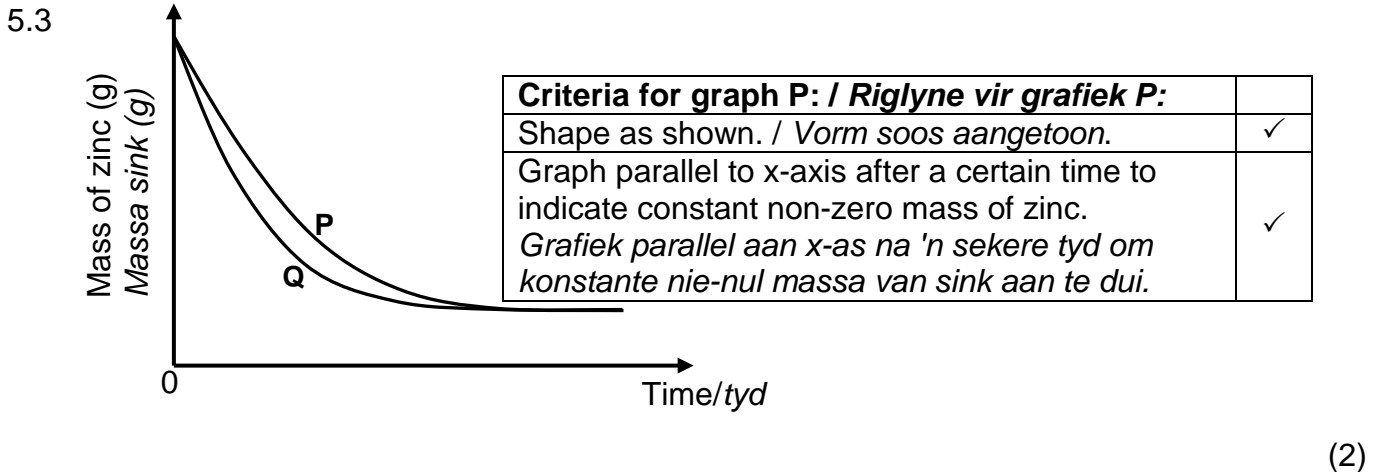 5.3
Mass of zinc (g)
Massa sink (g)
P
Q
0
Time/tyd
Criteria for graph P: / Riglyne vir grafiek P:
Shape as shown. / Vorm soos aangetoon. ✓
Graph parallel to x-axis after a certain time to
indicate constant non-zero mass of zinc.
Grafiek parallel aan x-as na 'n sekere tyd om
konstante nie-nul massa van sink aan te dui. ✓
(2)